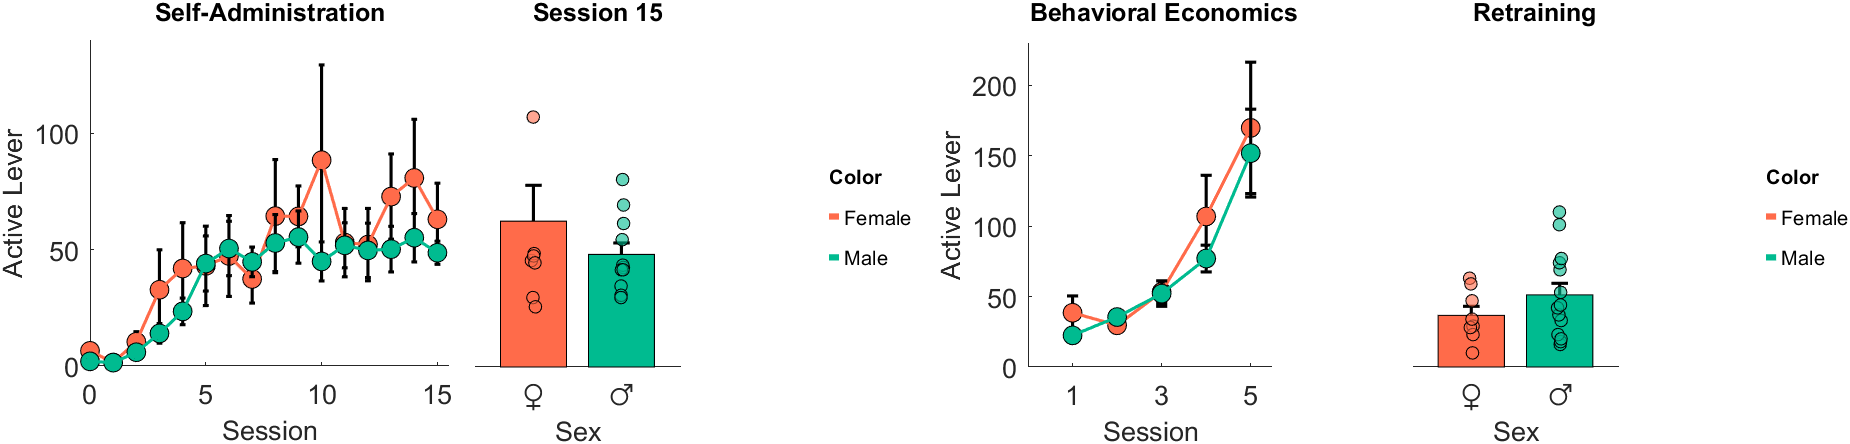 Self-Administration
Session 15
Behavioral Economics
Retraining
Active Lever
100
50
0
0 5 10 15
Session
♀ ♂
Sex
Color
Female
Male
Active Lever
200
150
100
50
0
1 3 5
Session
♀ ♂
Sex
Color
Female
Male